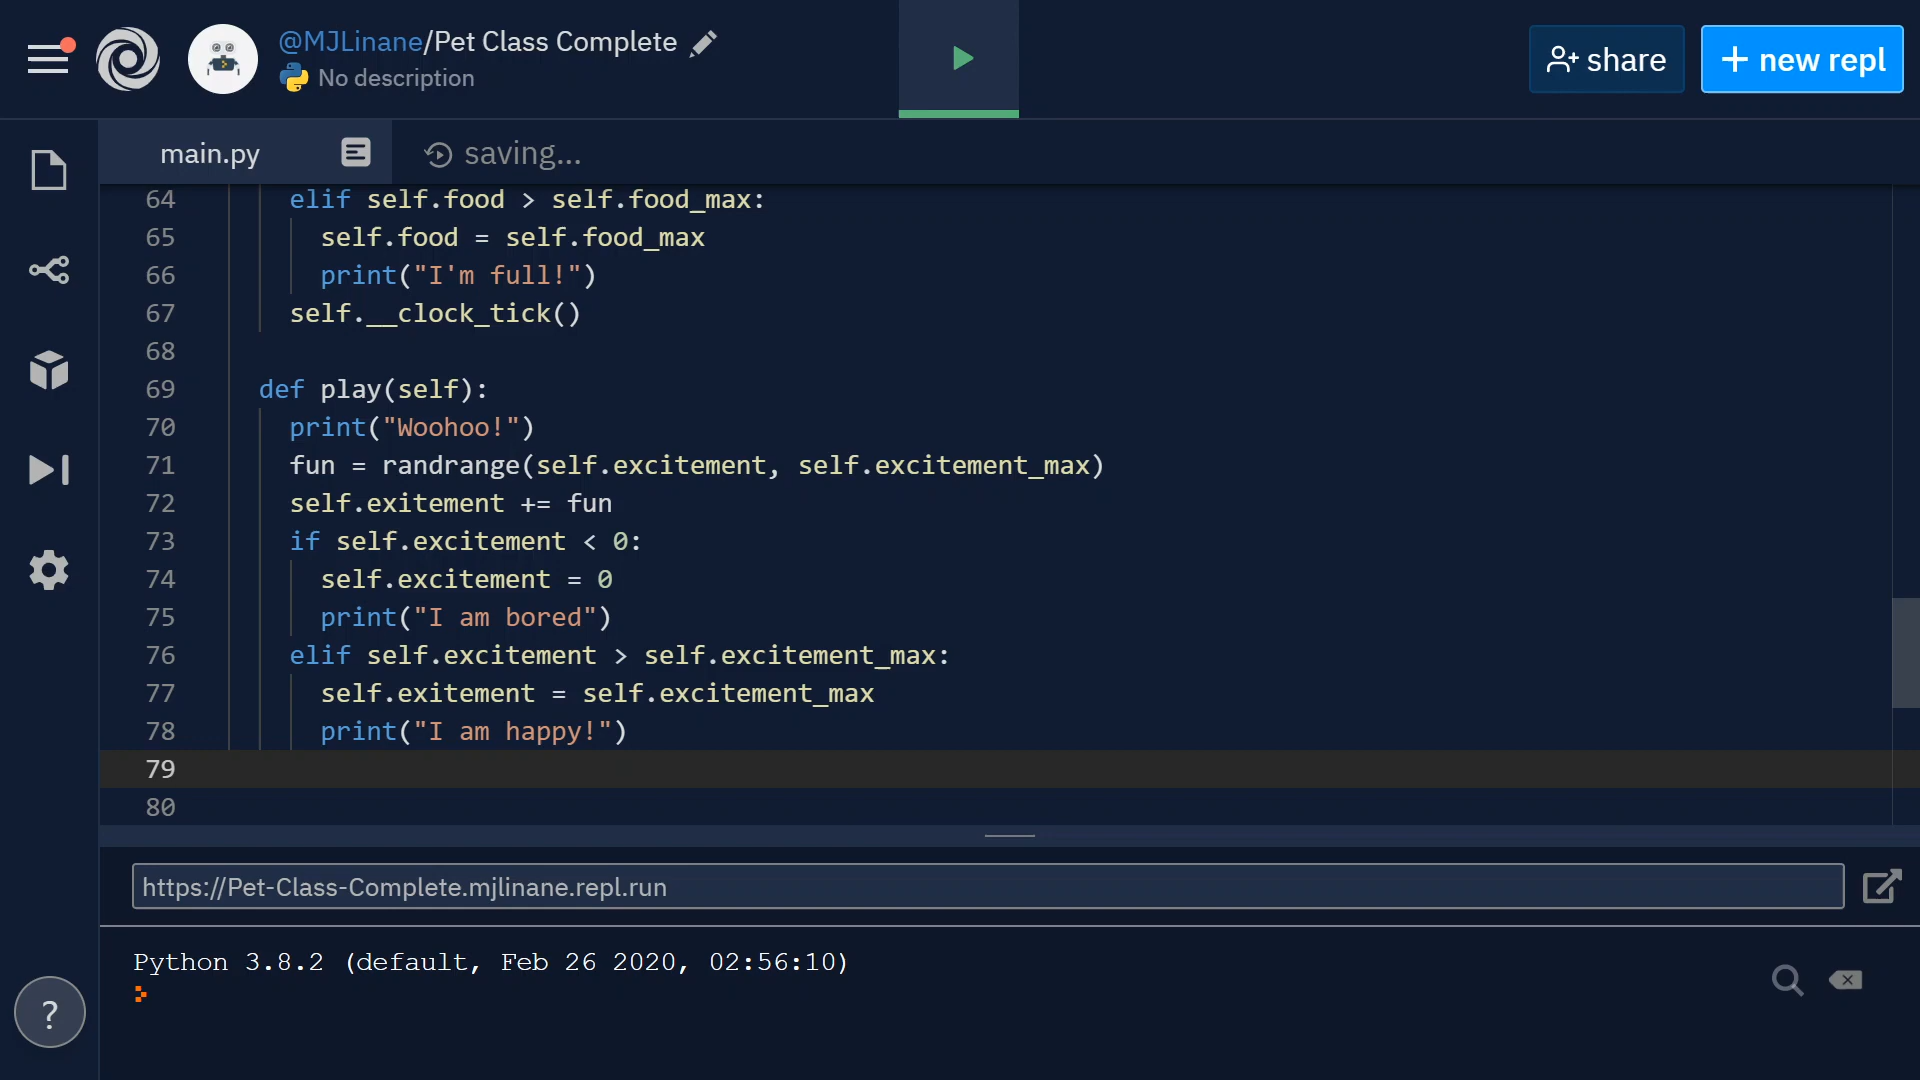 @MJLinane/Pet Class Complete
No description
share
+ new repl
main.py
saving...
64 elif self.food > self.food_max:
65 self.food = self.food_max
66 print("I'm full!")
67 self.__clock_tick()
68
69 def play(self):
70 print("Woohoo!")
71 fun = randrange(self.excitement, self.excitement_max)
72 self.exitement += fun
73 if self.excitement < 0:
74 self.excitement = 0
75 print("I am bored")
76 elif self.excitement > self.excitement_max:
77 self.exitement = self.excitement_max
78 print("I am happy!")
79
80
https://Pet-Class-Complete.mjlinane.repl.run
Python 3.8.2 (default, Feb 26 2020, 02:56:10)
?